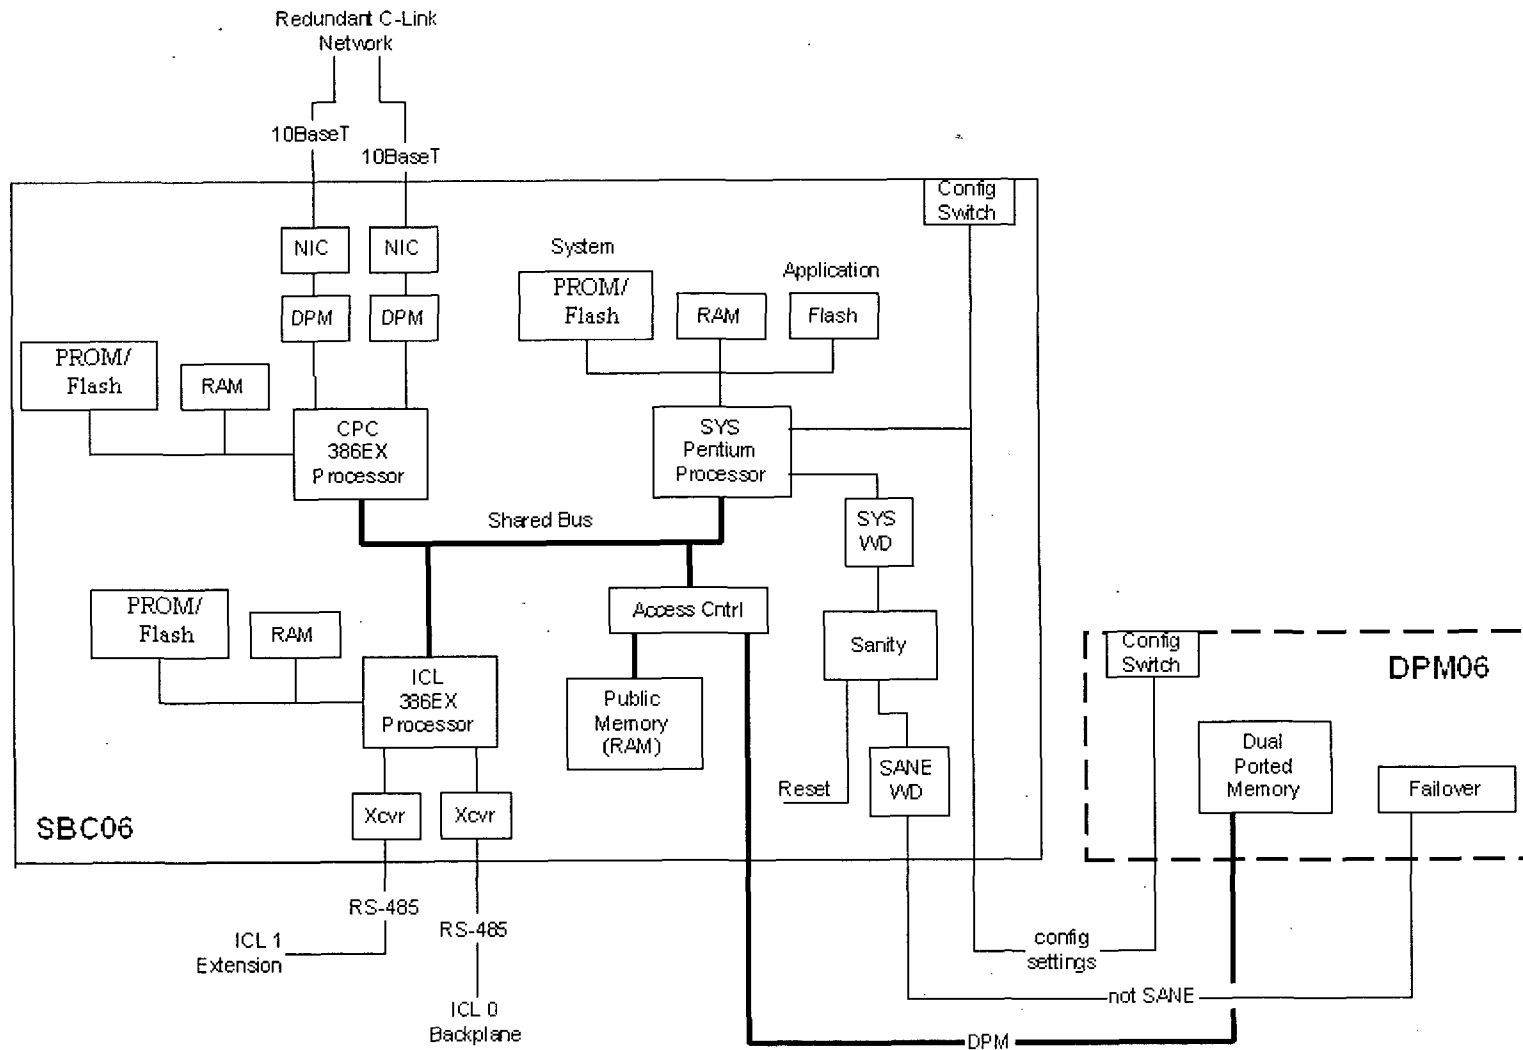 Redundant C-Link
Network
10BaseT
10BaseT
Config
Switch
NIC
NIC
System
Application
PROM/
Flash
RAM
Flash
DPM
DPM
PROM/
Flash
RAM
CPC
386EX
Processor
SYS
Pentium
Processor
Shared Bus
SYS
WD
PROM/
Flash
RAM
Access Cntrl
Sanity
Config
Switch
DPM06
ICL
386EX
Processor
Public
Memory
(RAM)
Dual
Ported
Memory
Reset
SANE
WD
Failover
SBC06
Xcvr
Xcvr
RS-485
RS-485
ICL 1
Extension
config
settings
not SANE
ICL 0
Backplane
DPM